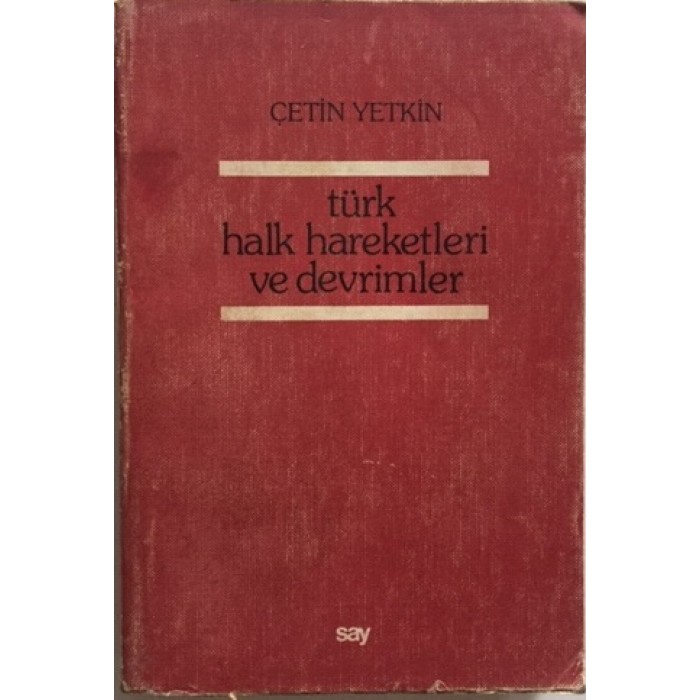 ÇETİN YETKİN
türk
halk hareketleri
ve devrimler
say